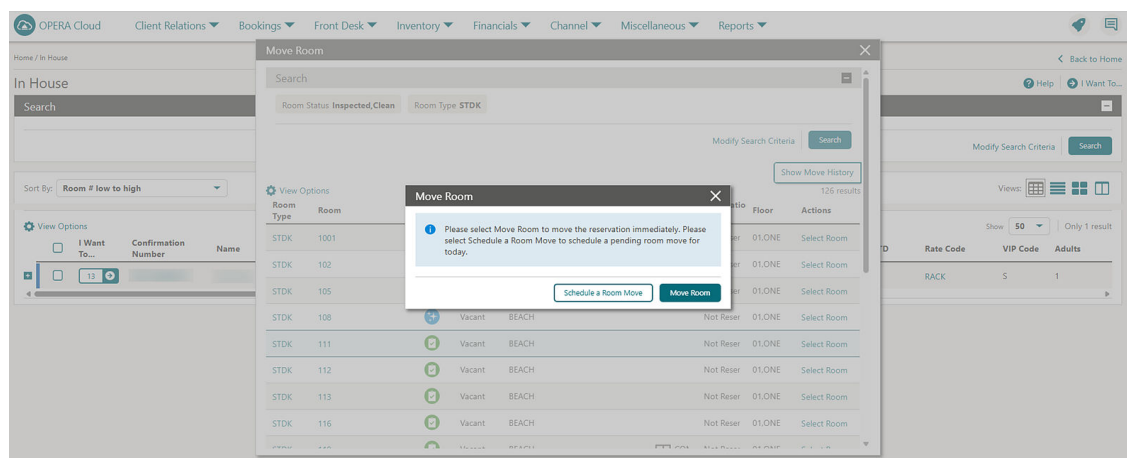 OPERA Cloud Client Relations Bookings Front Desk Inventory Financials Channel Miscellaneous Reports
Home / In House
Back to Home
In House
Help I Want To...
Search
Modify Search Criteria Search
Sort By: Room # low to high
Views:
View Options
Show 50 Only 1 result
I Want To... Confirmation Number Name
Rate Code VIP Code Adults
13
RACK 5 1
Move Room
Search
Room Status Inspected,Clean Room Type STDK
Modify Search Criteria Search
Show Move History
View Options 126 results
Room Type Room Floor Actions
STDK 1001 01,ONE Select Room
STDK 102 01,ONE Select Room
STDK 105 01,ONE Select Room
STDK 108 Vacant BEACH Not Reser 01,ONE Select Room
STDK 111 Vacant BEACH Not Reser 01,ONE Select Room
STDK 112 Vacant BEACH Not Reser 01,ONE Select Room
STDK 113 Vacant BEACH Not Reser 01,ONE Select Room
STDK 116 Vacant BEACH Not Reser 01,ONE Select Room
Move Room
Please select Move Room to move the reservation immediately. Please
select Schedule a Room Move to schedule a pending room move for
today.
Schedule a Room Move Move Room